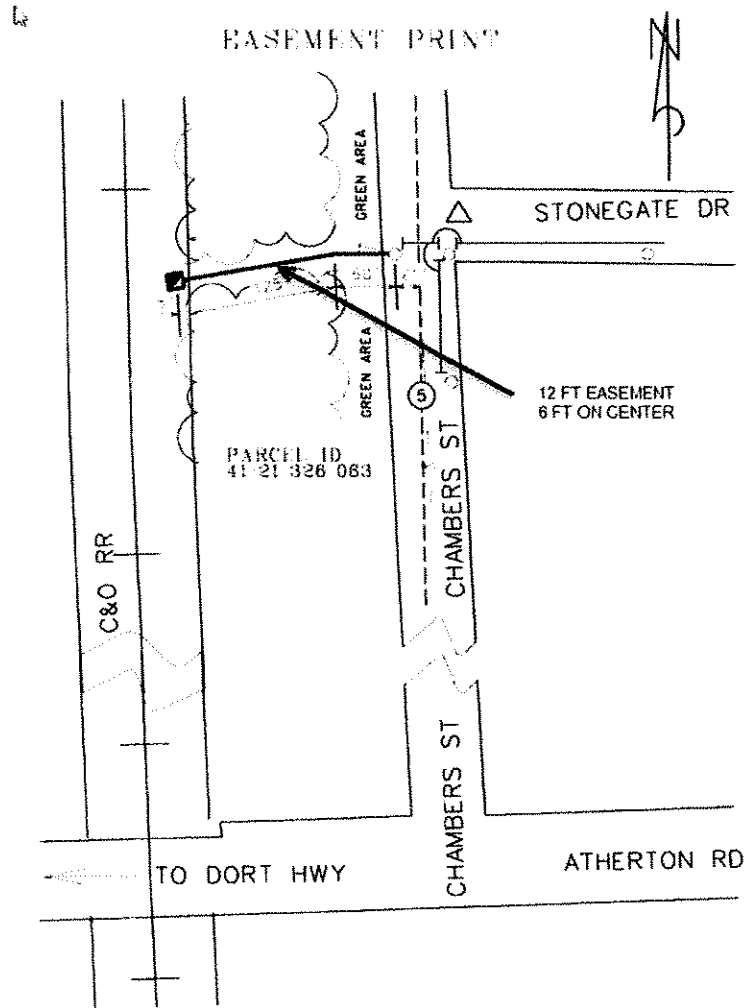 EASEMENT PRINT
N
GREEN AREA
STONEGATE DR
50
GREEN AREA
5
12 FT EASEMENT
6 FT ON CENTER
PARCEL ID
41 21 326 063
C&O RR
CHAMBERS ST
CHAMBERS ST
TO DORT HWY
ATHERTON RD